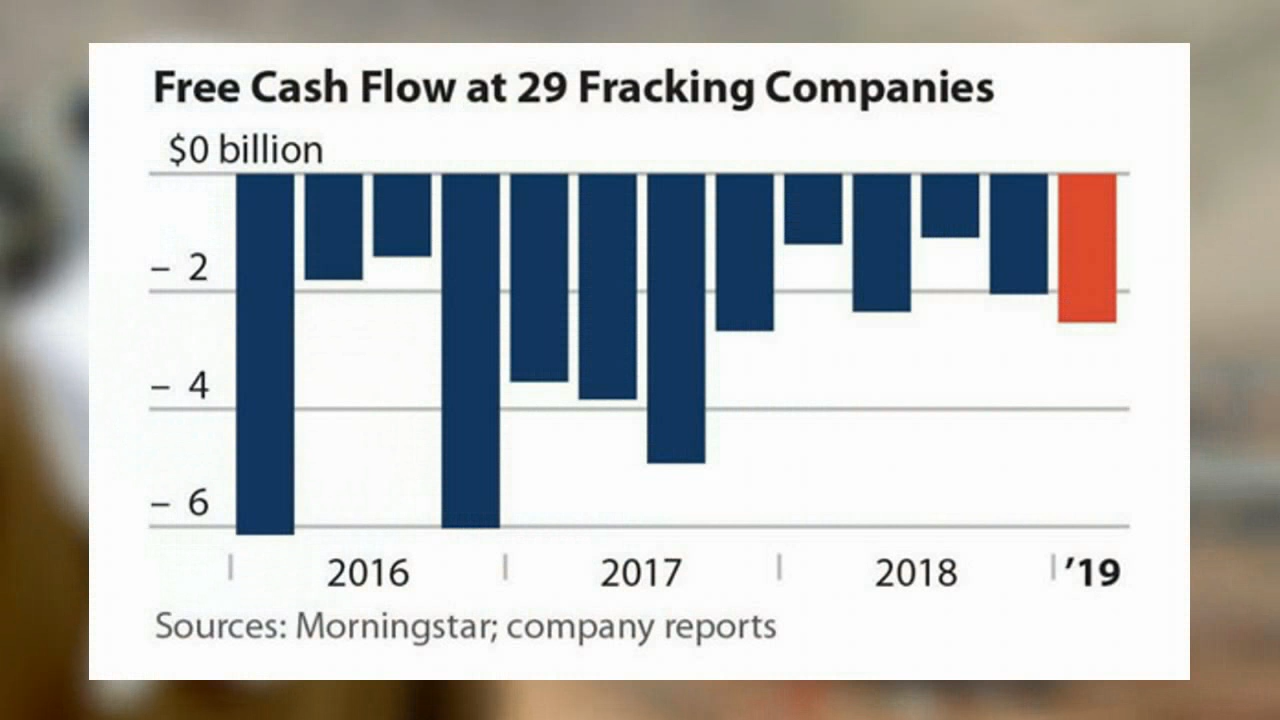 Free Cash Flow at 29 Fracking Companies
$0 billion
– 2
– 4
– 6
2016 2017 2018 ’19
Sources: Morningstar; company reports